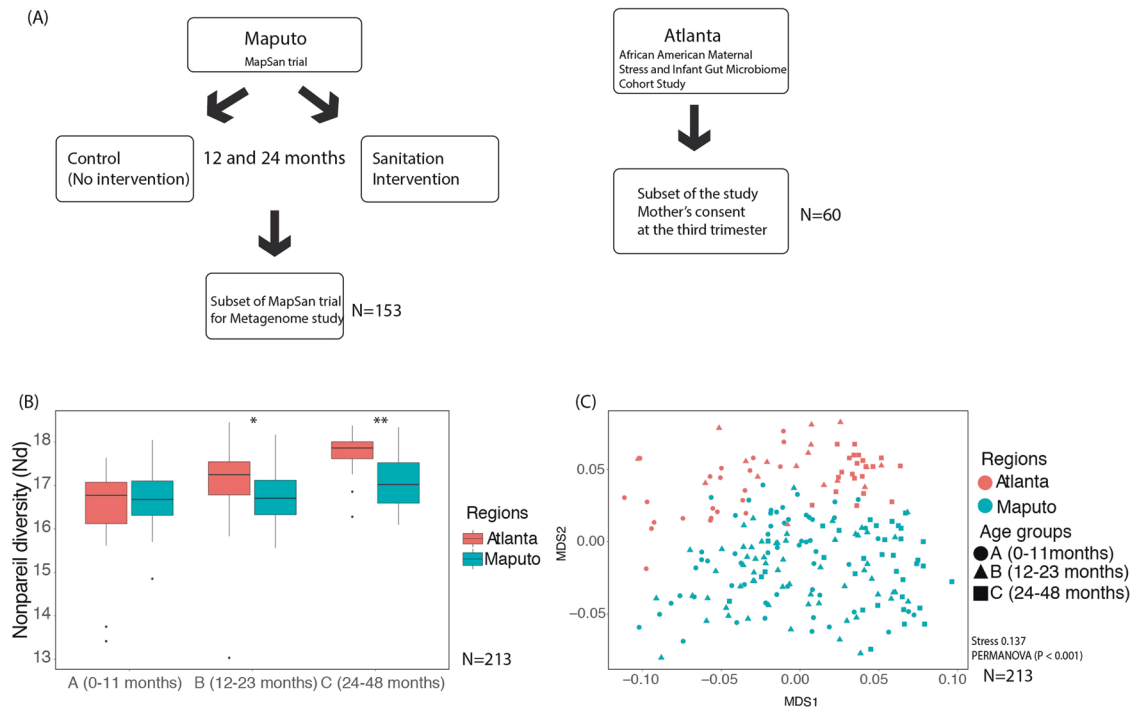 (A)
Maputo
MapSan trial
Control
(No intervention)
12 and 24 months
Sanitation
Intervention
Subset of MapSan trial
for Metagenome study
N=153
Atlanta
African American Maternal
Stress and Infant Gut Microbiome
Cohort Study
Subset of the study
Mother's consent
at the third trimester
N=60
(B)
Nonpareil diversity (Nd)
18
17
16
15
14
13
*
**
A (0-11 months)
B (12-23 months)
C (24-48 months)
Regions
Atlanta
Maputo
N=213
(C)
MDS2
0.05
0.00
−0.05
−0.10
−0.05
0.00
0.05
0.10
MDS1
Regions
Atlanta
Maputo
Age groups
A (0-11months)
B (12-23 months)
C (24-48 months)
Stress 0.137
PERMANOVA (P < 0.001)
N=213